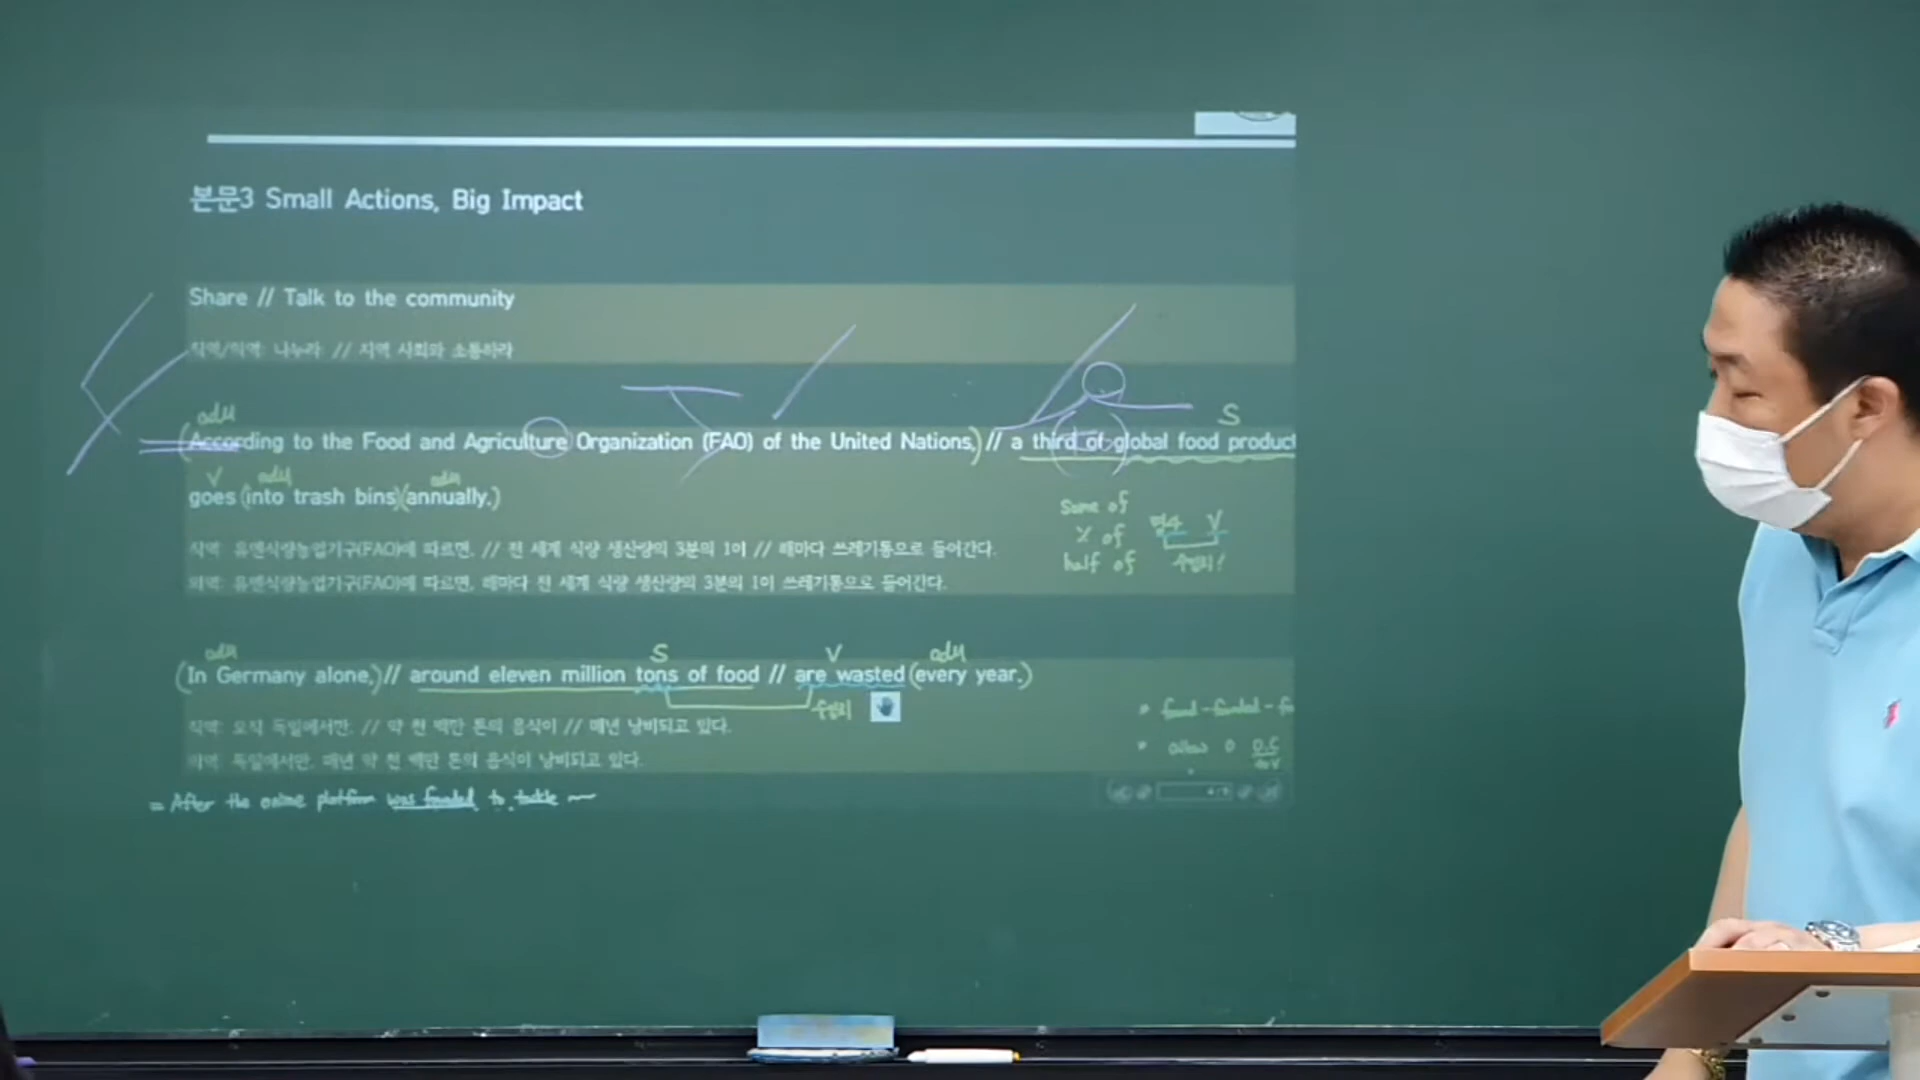 본문3 Small Actions, Big Impact
Share // Talk to the community
직역/의역: 나누라: // 지역 사회와 소통하라
adv
S
(According to the Food and Agriculture Organization (FAO) of the United Nations,) // a third of global food product
V adv adv
goes (into trash bins)(annually.)
Some of
% of 명수 V
half of 수일치!
직역: 유엔식량농업기구(FAO)에 따르면, // 전 세계 식량 생산량의 3분의 1이 // 해마다 쓰레기통으로 들어간다.
의역: 유엔식량농업기구(FAO)에 따르면, 해마다 전 세계 식량 생산량의 3분의 1이 쓰레기통으로 들어간다.
adv S V adv
(In Germany alone,) // around eleven million tons of food // are wasted (every year.)
수일치
직역: 오직 독일에서만, // 약 천 백만 톤의 음식이 // 매년 낭비되고 있다.
의역: 독일에서만, 매년 약 천 백만 톤의 음식이 낭비되고 있다.
* found - founded - fo
* allow O O.C
to V
= After the online platform was founded to tackle ~